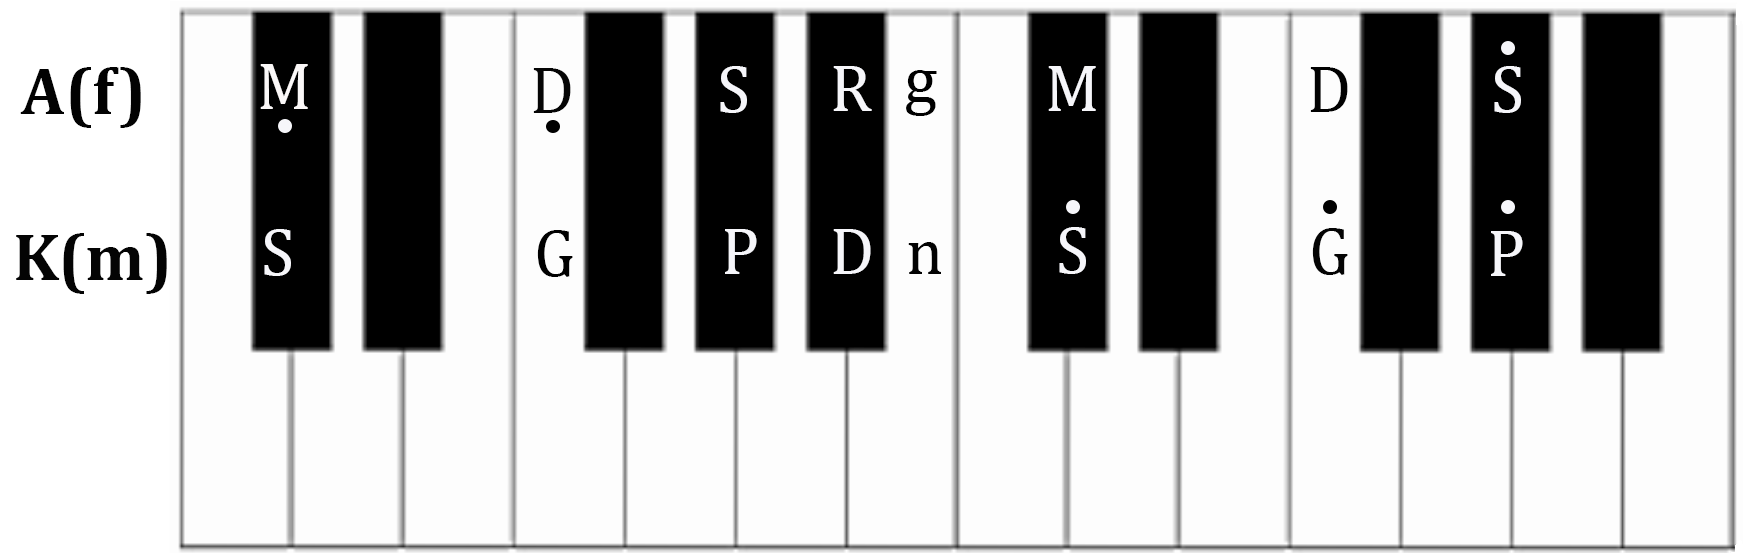 A(f) Ṃ Ḍ S R g M D Ṡ
K(m) S G P D n Ṡ Ġ Ṗ